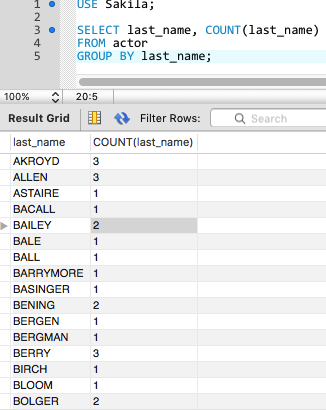 1 USE Sakila;
2
3 SELECT last_name, COUNT(last_name)
4 FROM actor
5 GROUP BY last_name;
100% 20:5
Result Grid Filter Rows: Search
last_name COUNT(last_name)
AKROYD 3
ALLEN 3
ASTAIRE 1
BACALL 1
BAILEY 2
BALE 1
BALL 1
BARRYMORE 1
BASINGER 1
BENING 2
BERGEN 1
BERGMAN 1
BERRY 3
BIRCH 1
BLOOM 1
BOLGER 2